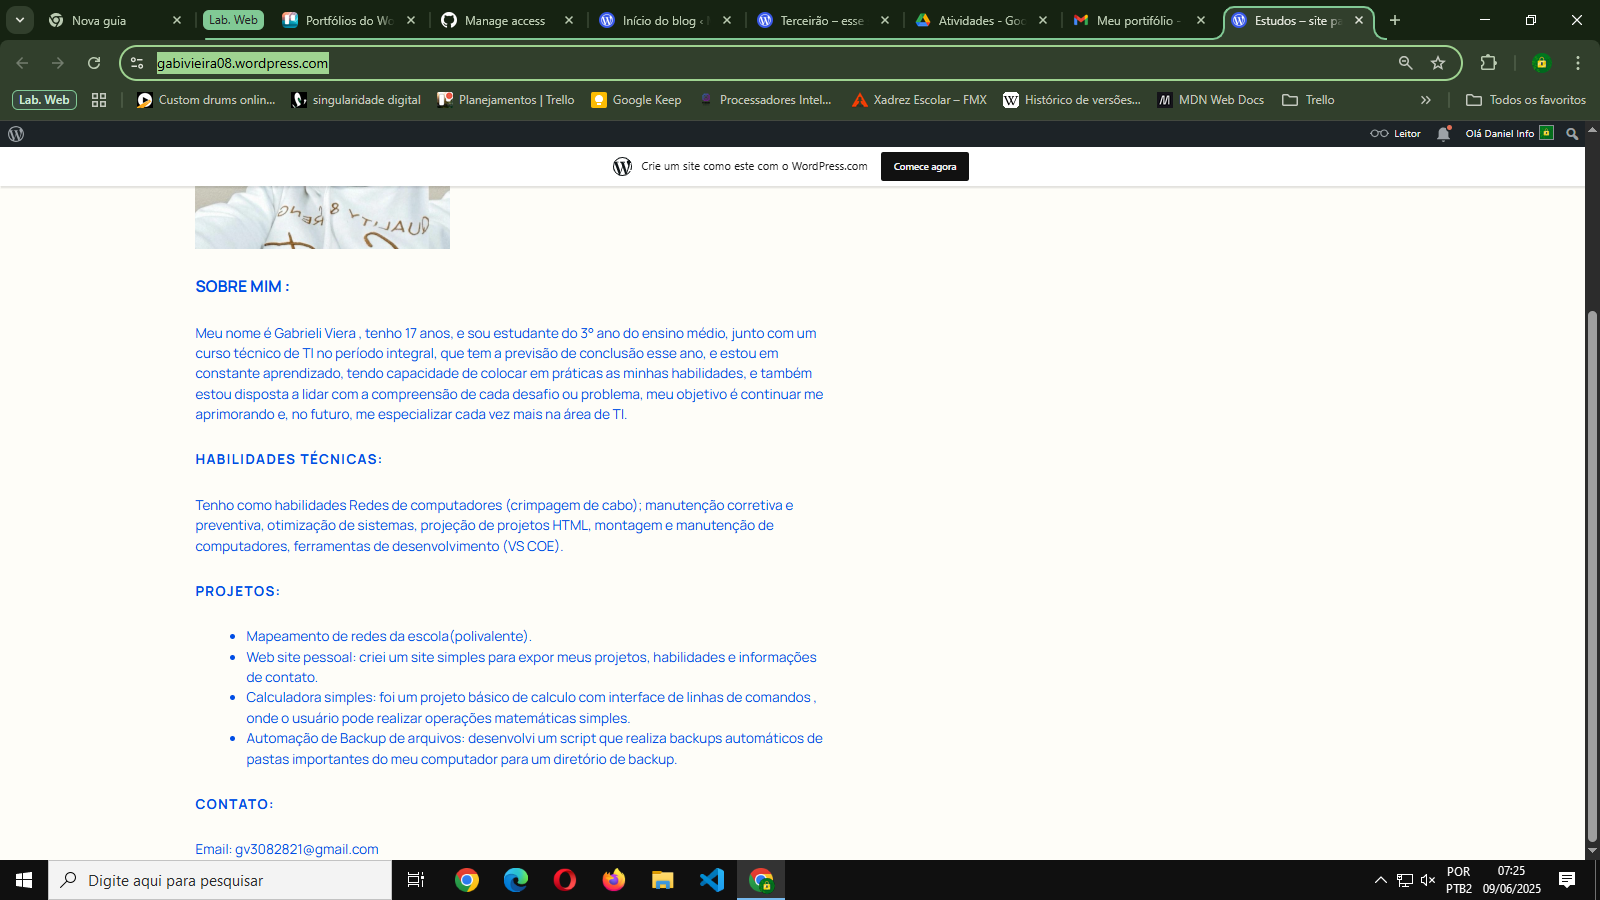 Nova guia
Lab. Web
Portfólios do Wo
Manage access
Início do blog ‹
Terceirão – esse
Atividades - Goo
Meu portifólio -
Estudos – site pa
gabivieira08.wordpress.com
Lab. Web
Custom drums onlin...
singularidade digital
Planejamentos | Trello
Google Keep
Processadores Intel...
Xadrez Escolar – FMX
Histórico de versões...
MDN Web Docs
Trello
Todos os favoritos
Leitor
Olá Daniel Info
Crie um site como este com o WordPress.com
Comece agora
QUALITY &
SOBRE MIM :
Meu nome é Gabrieli Viera , tenho 17 anos, e sou estudante do 3° ano do ensino médio, junto com um
curso técnico de TI no período integral, que tem a previsão de conclusão esse ano, e estou em
constante aprendizado, tendo capacidade de colocar em práticas as minhas habilidades, e também
estou disposta a lidar com a compreensão de cada desafio ou problema, meu objetivo é continuar me
aprimorando e, no futuro, me especializar cada vez mais na área de TI.
HABILIDADES TÉCNICAS:
Tenho como habilidades Redes de computadores (crimpagem de cabo); manutenção corretiva e
preventiva, otimização de sistemas, projeção de projetos HTML, montagem e manutenção de
computadores, ferramentas de desenvolvimento (VS COE).
PROJETOS:
Mapeamento de redes da escola(polivalente).
Web site pessoal: criei um site simples para expor meus projetos, habilidades e informações
de contato.
Calculadora simples: foi um projeto básico de calculo com interface de linhas de comandos ,
onde o usuário pode realizar operações matemáticas simples.
Automação de Backup de arquivos: desenvolvi um script que realiza backups automáticos de
pastas importantes do meu computador para um diretório de backup.
CONTATO:
Email: gv3082821@gmail.com
Digite aqui para pesquisar
POR
PTB2
07:25
09/06/2025